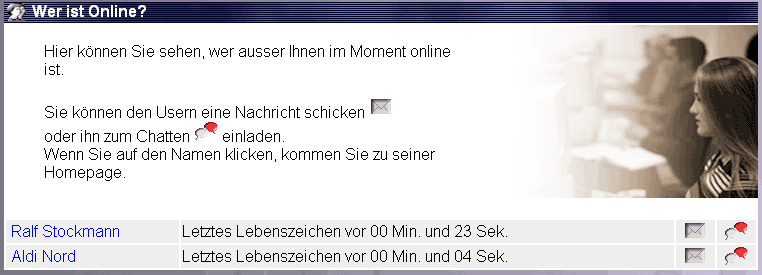 Wer ist Online?
Hier können Sie sehen, wer ausser Ihnen im Moment online
ist.
Sie können den Usern eine Nachricht schicken
oder ihn zum Chatten einladen.
Wenn Sie auf den Namen klicken, kommen Sie zu seiner
Homepage.
Ralf Stockmann Letztes Lebenszeichen vor 00 Min. und 23 Sek.
Aldi Nord Letztes Lebenszeichen vor 00 Min. und 04 Sek.